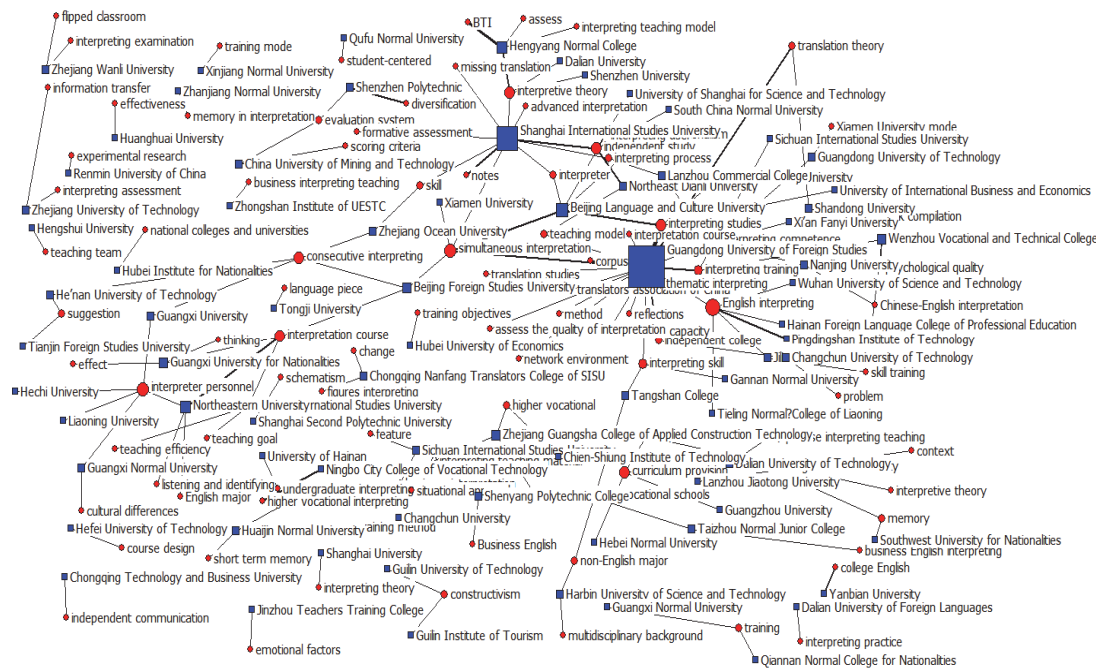 flpped classroom
BTI
assess
interpreting teaching model
interpreting examination
Qufu Normal University
training mode
Hengyang Normal College
translation theory
Zhejiang Wanli University
Xinjiang Normal University
student-centered
missing translation
Dalian University
Shenzhen University
information transfer
Zhanjiang Normal University
Shenzhen Polytechnic
interpretive theory
University of Shanghai for Science and Technology
effectiveness
memory in interpretation
diversification
advanced interpretation
South China Normal University
evaluation system
Huanghui University
formative assessment
Shanghai International Studies University
Xiamen University mode
independent study
Sichuan International Studies University
scoring criteria
experimental research
China University of Mining and Technology
interpreting process
Guangdong University of Technology
Renmin University of China
Lanzhou Commercial College
interpreting assessment
business interpreting teaching
skill
notes
interpreter
University of International Business and Economics
Zhejiang University of Technology
Zhongshan Institute of UESTC
Xiamen University
Beijing Language and Culture University
Shandong University
Hengshui University
national colleges and universities
Zhejiang Ocean University
interpreting studies
Xi'an Fanyi University
teaching model
interpretation course
Wenzhou Vocational and Technical College
teaching team
simultaneous interpretation
Guangdong University of Foreign Studies
consecutive interpreting
corpus
Hubei Institute for Nationalities
translation studies
interpreting training
Nanjing University
He'nan University of Technology
language piece
Beijing Foreign Studies University
thematic interpreting
Wuhan University of Science and Technology
Guangxi University
Tongji University
method
reflections
English interpreting
Chinese-English interpretation
suggestion
training objectives
assess the quality of interpretation capacity
Hainan Foreign Language College of Professional Education
Tianjin Foreign Studies University
thinking
interpretation course
Hubei University of Economics
independent college
Pingdingshan Institute of Technology
effect
Guangxi University for Nationalities
change
network environment
interpreting skill
Changchun University of Technology
skill training
schematism
Chongqing Nanfang Translators College of SISU
Gannan Normal University
Hechi University
interpreter personnel
figures interpreting
Tangshan College
problem
Northeastern University
Liaoning University
Shanghai Second Polytechnic University
higher vocational
Tieling Normal?College of Liaoning
teaching goal
feature
Zhejiang Guangsha College of Applied Construction Technology
teaching efficiency
University of Hainan
Chien-Shiung Institute of Technology
context
Guangxi Normal University
Ningbo City College of Vocational Technology
curriculum provision
Dalian University of Technology
listening and identifying
undergraduate interpreting
Lanzhou Jiaotong University
interpretive theory
English major
higher vocational interpreting
Shenyang Polytechnic College
cultural differences
Guangzhou University
memory
Hefei University of Technology
Huaijin Normal University
Changchun University
Taizhou Normal Junior College
Southwest University for Nationalities
course design
short term memory
Shanghai University
Business English
Hebei Normal University
business English interpreting
Chongqing Technology and Business University
Guilin University of Technology
non-English major
college English
interpreting theory
constructivism
Harbin University of Science and Technology
Yanbian University
independent communication
Jinzhou Teachers Training College
Guangxi Normal University
Dalian University of Foreign Languages
Guilin Institute of Tourism
multidisciplinary background
training
interpreting practice
emotional factors
Qiannan Normal College for Nationalities